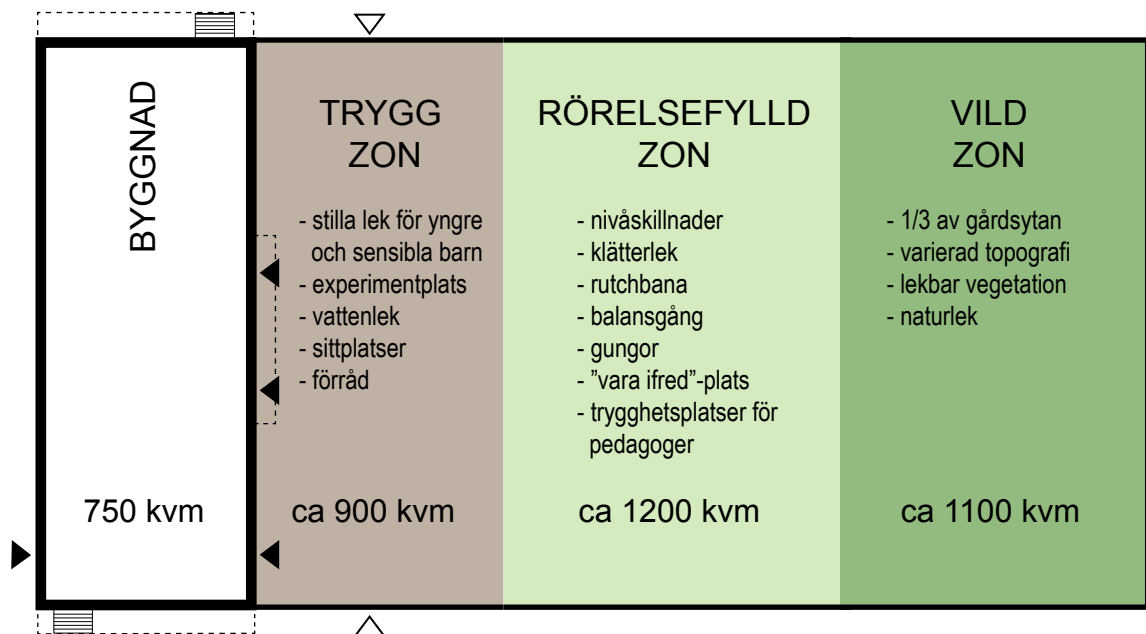 BYGGNAD
750 kvm
TRYGG
ZON
- stilla lek för yngre
och sensibla barn
- experimentplats
- vattenlek
- sittplatser
- förråd
ca 900 kvm
RÖRELSEFYLLD
ZON
- nivåskillnader
- klätterlek
- rutchbana
- balansgång
- gungor
- ”vara ifred”-plats
- trygghetsplatser för
pedagoger
ca 1200 kvm
VILD
ZON
- 1/3 av gårdsytan
- varierad topografi
- lekbar vegetation
- naturlek
ca 1100 kvm